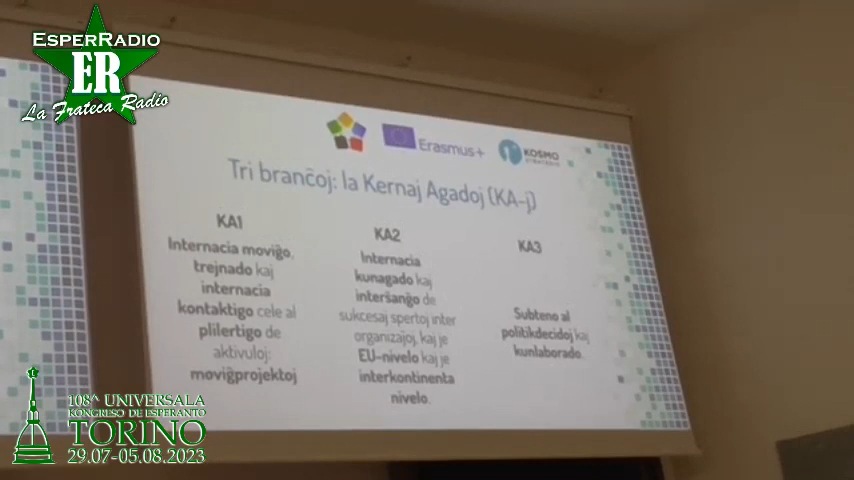 EsperRadio
ER
La Frateca Radio
Erasmus+
KOSMO
STRATEGIO
Tri branĉoj: la Kernaj Agadoj (KA-j)
KA1
Internacia moviĝo,
trejnado kaj
internacia
kontaktigo cele al
plilertigo de
aktivuloj:
moviĝprojektoj
KA2
Internacia
kunagado kaj
interŝanĝo de
sukcesaj spertoj inter
organizaĵoj, kaj je
EU-nivelo kaj je
interkontinenta
nivelo.
KA3
Subteno al
politikdecidoj kaj
kunlaborado.
108ª UNIVERSALA
KONGRESO DE ESPERANTO
TORINO
29.07-05.08.2023